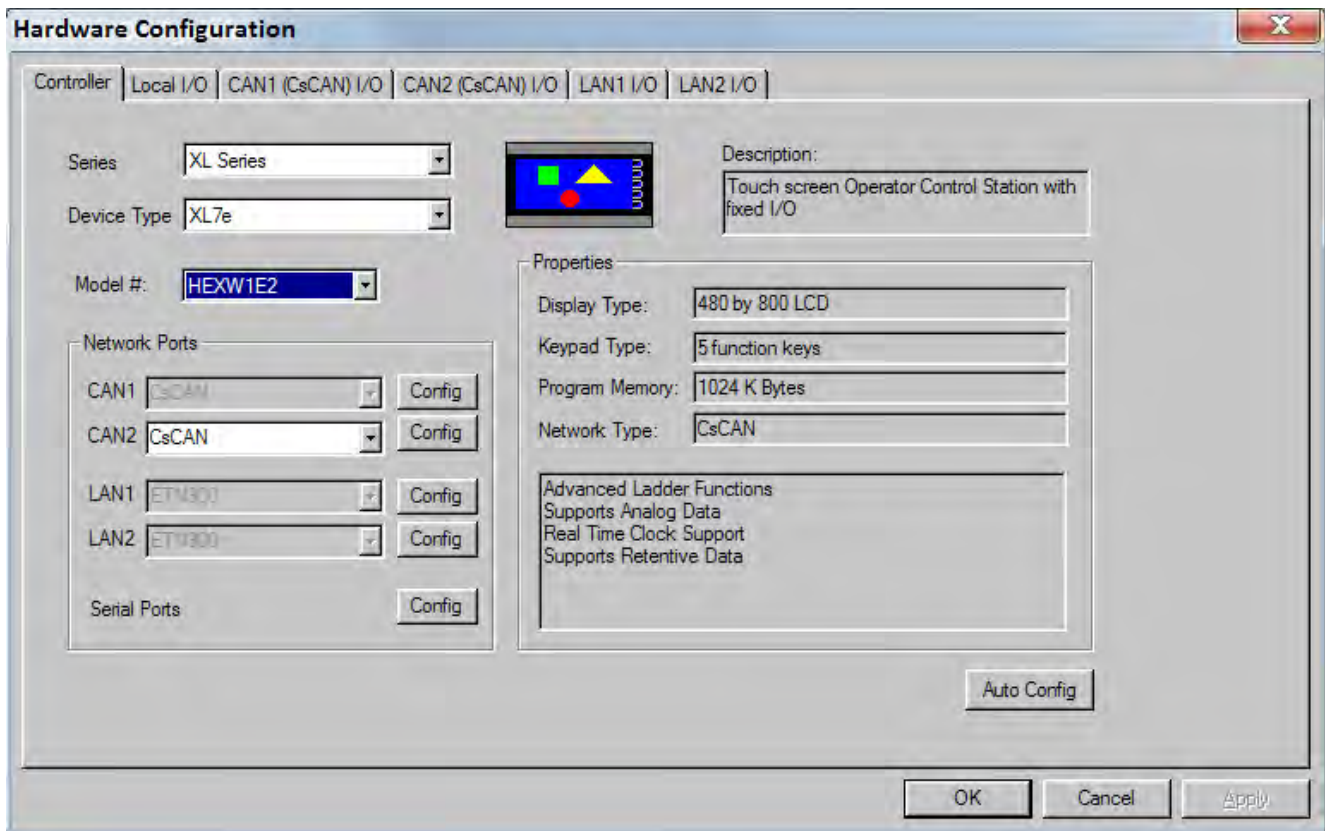 Hardware Configuration
X
Controller Local I/O CAN1 (CsCAN) I/O CAN2 (CsCAN) I/O LAN1 I/O LAN2 I/O
Series XL Series
Description:
Touch screen Operator Control Station with
fixed I/O
Device Type XL7e
Model #: HEXW1E2
Properties
Display Type: 480 by 800 LCD
Keypad Type: 5 function keys
Program Memory: 1024 K Bytes
Network Type: CsCAN
Advanced Ladder Functions
Supports Analog Data
Real Time Clock Support
Supports Retentive Data
Network Ports
CAN1 CsCAN Config
CAN2 CsCAN Config
LAN1 ETN300 Config
LAN2 ETN300 Config
Serial Ports Config
Auto Config
OK Cancel Apply